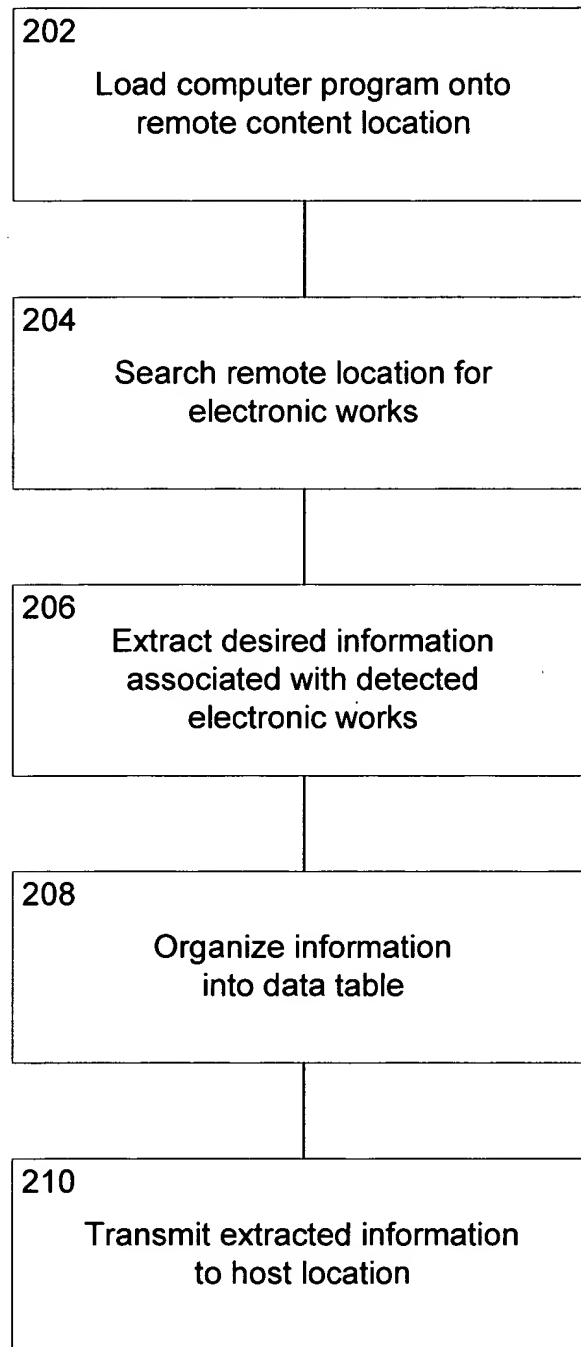 202
Load computer program onto
remote content location
204
Search remote location for
electronic works
206
Extract desired information
associated with detected
electronic works
208
Organize information
into data table
210
Transmit extracted information
to host location